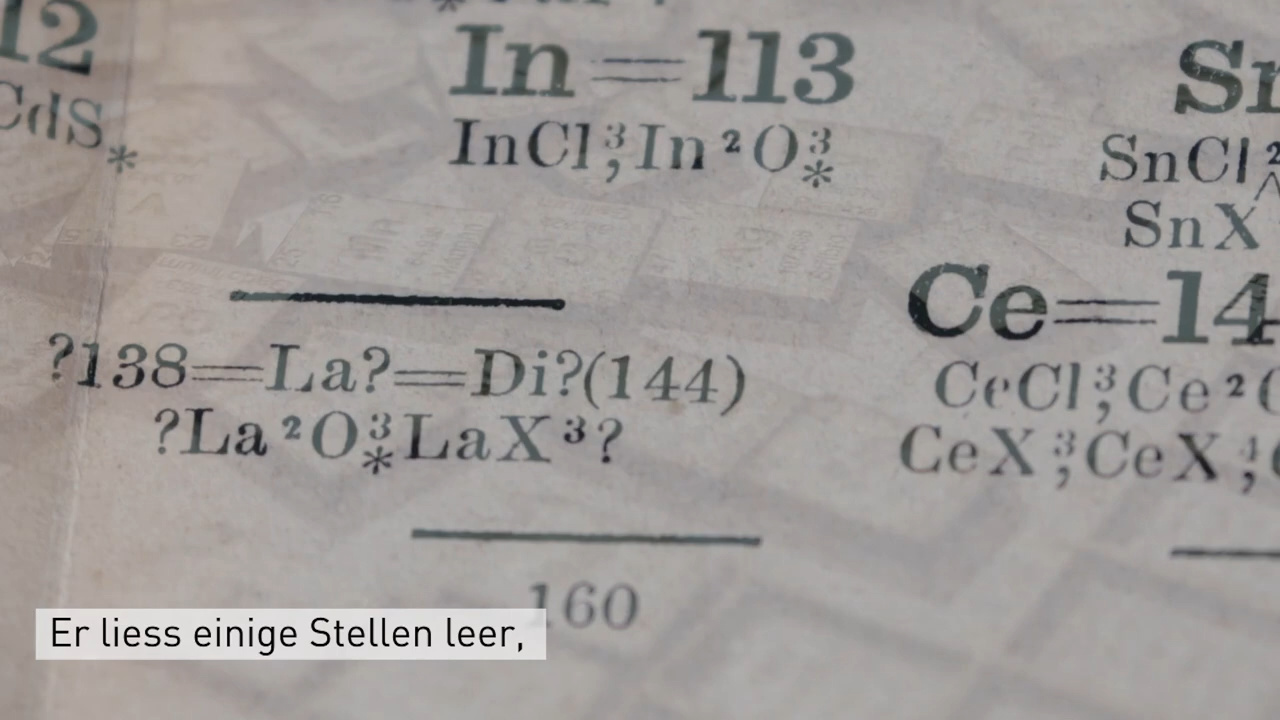 12
CdS*
In=113
InCl³; In²O³*
Sn
SnCl²
SnX
?138=La?=Di?(144)
?La²O³*LaX³?
Ce=14
CeCl³; Ce²O
CeX³; CeX⁴;
160
Er liess einige Stellen leer,